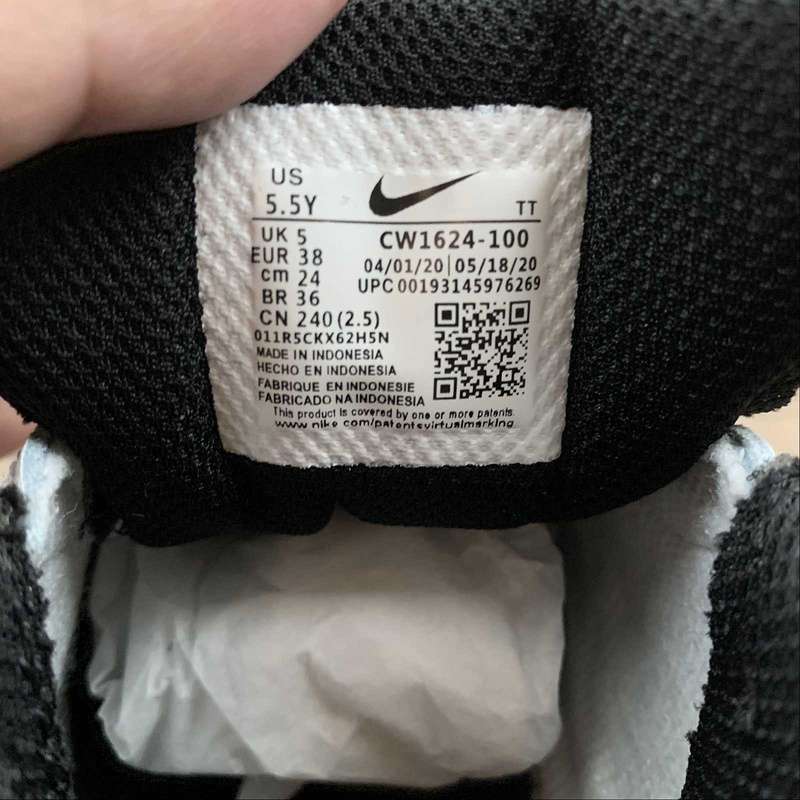 US
5.5Y
TT
UK 5
EUR 38
cm 24
BR 36
CN 240 (2.5)
CW1624-100
04/01/20|05/18/20
UPC 00193145976269
011R5CKX62H5N
MADE IN INDONESIA
HECHO EN INDONESIA
FABRIQUE EN INDONESIE
FABRICADO NA INDONESIA
This product is covered by one or more patents.
www.nike.com/patentsvirtualmarking